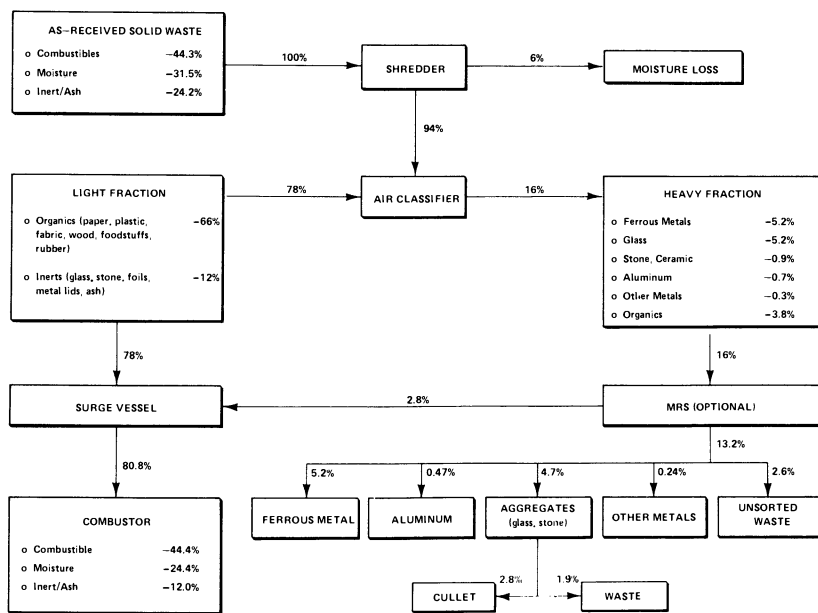 AS-RECEIVED SOLID WASTE
o Combustibles -44.3%
o Moisture -31.5%
o Inert/Ash -24.2%
100%
SHREDDER
6%
MOISTURE LOSS
94%
LIGHT FRACTION
o Organics (paper, plastic, -66%
fabric, wood, foodstuffs,
rubber)
o Inerts (glass, stone, foils, -12%
metal lids, ash)
78%
AIR CLASSIFIER
16%
HEAVY FRACTION
o Ferrous Metals -5.2%
o Glass -5.2%
o Stone, Ceramic -0.9%
o Aluminum -0.7%
o Other Metals -0.3%
o Organics -3.8%
78%
16%
SURGE VESSEL
2.8%
MRS (OPTIONAL)
80.8%
13.2%
5.2%
0.47%
4.7%
0.24%
2.6%
FERROUS METAL
ALUMINUM
AGGREGATES
(glass, stone)
OTHER METALS
UNSORTED
WASTE
COMBUSTOR
o Combustible -44.4%
o Moisture -24.4%
o Inert/Ash -12.0%
2.8%
1.9%
CULLET
WASTE